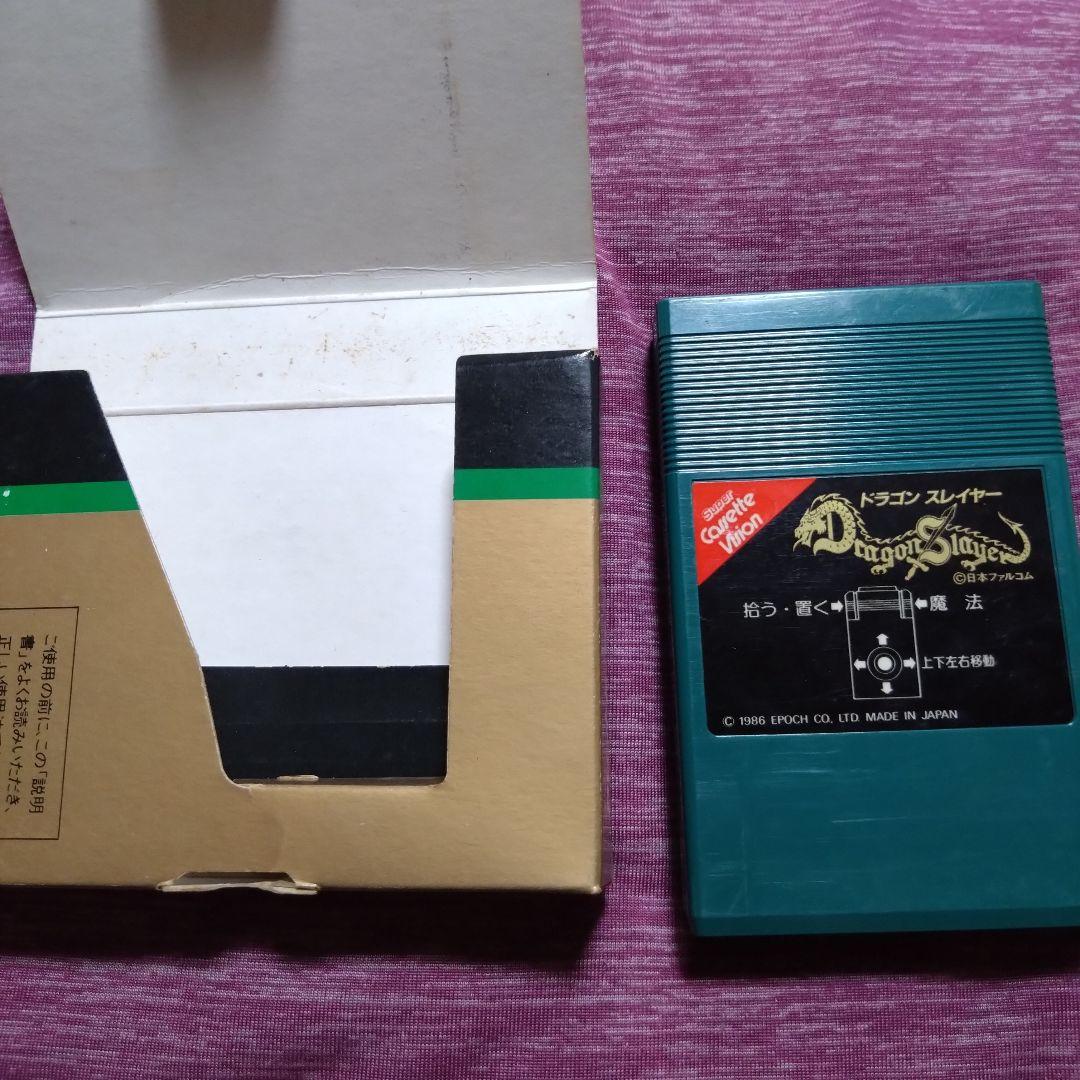 ご使用の前に、この「説明
書」をよくお読みいただき、
Super
Cassette
Vision
ドラゴン スレイヤー
Dragon Slayer
©日本ファルコム
拾う・置く
魔 法
上下左右移動
© 1986 EPOCH CO., LTD. MADE IN JAPAN